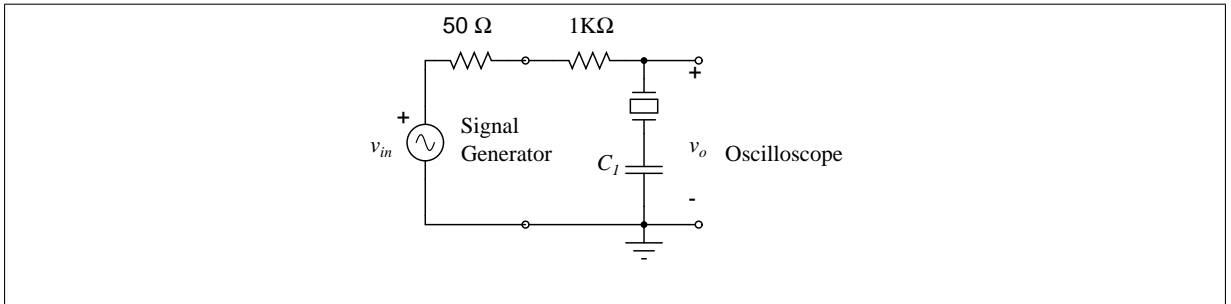 50 Ω
1KΩ
+
+
Signal
Generator
v_in
C_1
v_o
Oscilloscope
-